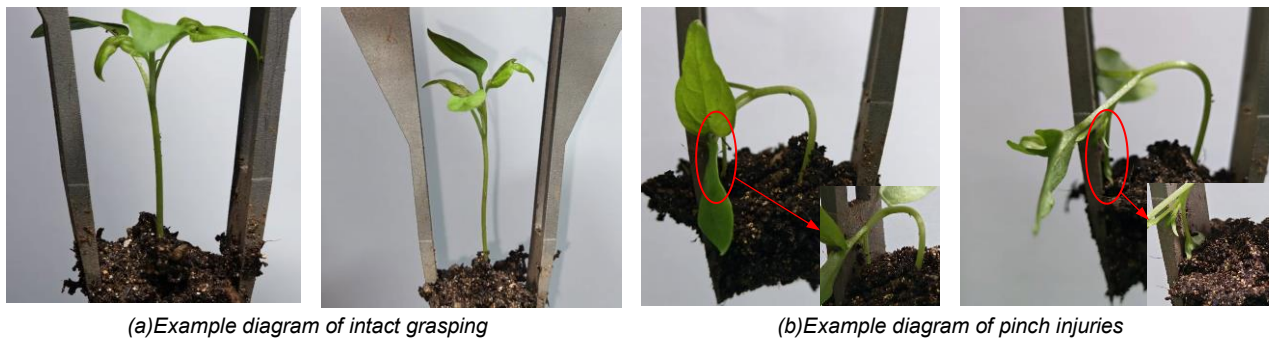 (a)Example diagram of intact grasping
(b)Example diagram of pinch injuries